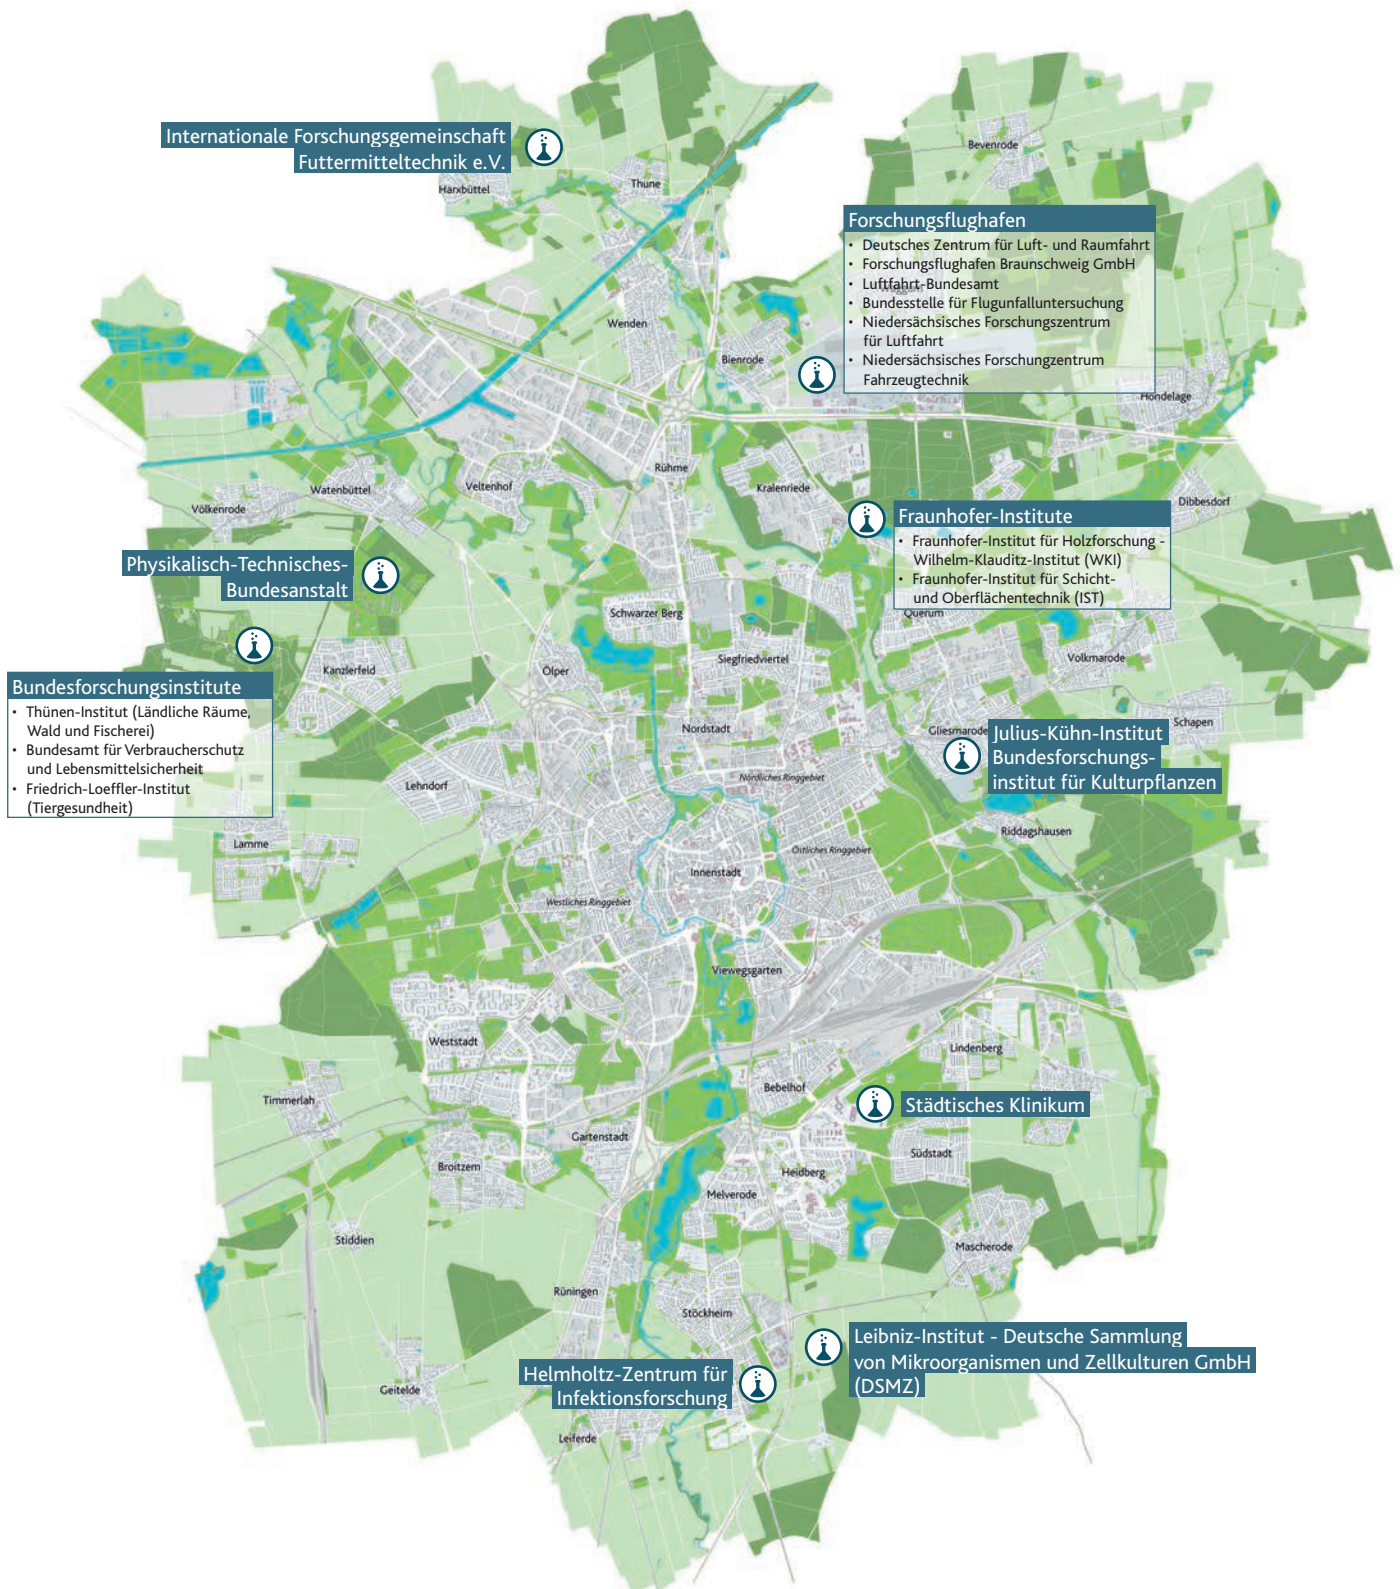 Internationale Forschungsgemeinschaft
Futtermitteltechnik e.V.
Harxbüttel
Thune
Bevenrode
Forschungsflughafen
• Deutsches Zentrum für Luft- und Raumfahrt
• Forschungsflughafen Braunschweig GmbH
• Luftfahrt-Bundesamt
• Bundesstelle für Flugunfalluntersuchung
• Niedersächsisches Forschungszentrum
für Luftfahrt
• Niedersächsisches Forschungzentrum
Fahrzeugtechnik
Wenden
Bienrode
Hondelage
Rühme
Veltenhof
Watenbüttel
Völkenrode
Kralenriede
Dibbesdorf
Fraunhofer-Institute
• Fraunhofer-Institut für Holzforschung -
Wilhelm-Klauditz-Institut (WKI)
• Fraunhofer-Institut für Schicht-
und Oberflächentechnik (IST)
Physikalisch-Technisches-
Bundesanstalt
Schwarzer Berg
Querum
Kanzlerfeld
Ölper
Siegfriedviertel
Volkmarode
Bundesforschungsinstitute
• Thünen-Institut (Ländliche Räume,
Wald und Fischerei)
• Bundesamt für Verbraucherschutz
und Lebensmittelsicherheit
• Friedrich-Loeffler-Institut
(Tiergesundheit)
Nordstadt
Gliesmarode
Schapen
Julius-Kühn-Institut
Bundesforschungs-
institut für Kulturpflanzen
Nördliches Ringgebiet
Lehndorf
Riddagshausen
Lamme
Östliches Ringgebiet
Innenstadt
Westliches Ringgebiet
Viewegsgarten
Weststadt
Lindenberg
Bebelhof
Timmerlah
Städtisches Klinikum
Gartenstadt
Südstadt
Broitzem
Heidberg
Melverode
Stiddien
Mascherode
Rüningen
Stöckheim
Leibniz-Institut - Deutsche Sammlung
von Mikroorganismen und Zellkulturen GmbH
(DSMZ)
Helmholtz-Zentrum für
Infektionsforschung
Geitelde
Leiferde